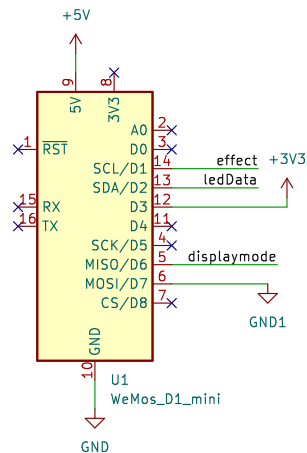 +5V
9
8
5V
3V3
A0
2
1
RST
D0
3
SCL/D1
14
effect
+3V3
SDA/D2
13
ledData
15
RX
D3
12
16
TX
D4
11
SCK/D5
4
MISO/D6
5
displaymode
MOSI/D7
6
CS/D8
7
GND1
GND
10
U1
WeMos_D1_mini
GND